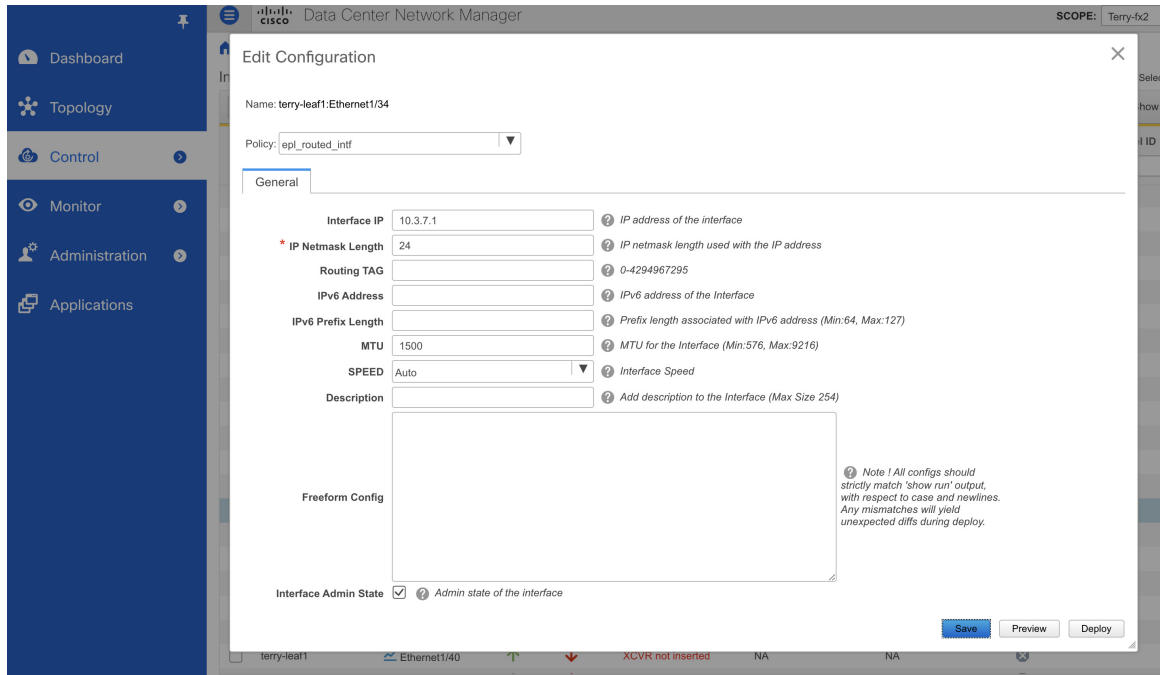 cisco Data Center Network Manager
SCOPE: Terry-fx2
Dashboard
Topology
Control
Monitor
Administration
Applications
Edit Configuration
Name: terry-leaf1:Ethernet1/34
Policy: epl_routed_intf
General
Interface IP 10.3.7.1 IP address of the interface
* IP Netmask Length 24 IP netmask length used with the IP address
Routing TAG 0-4294967295
IPv6 Address IPv6 address of the Interface
IPv6 Prefix Length Prefix length associated with IPv6 address (Min:64, Max:127)
MTU 1500 MTU for the Interface (Min:576, Max:9216)
SPEED Auto Interface Speed
Description Add description to the Interface (Max Size 254)
Freeform Config
Note ! All configs should
strictly match 'show run' output,
with respect to case and newlines.
Any mismatches will yield
unexpected diffs during deploy.
Interface Admin State Admin state of the interface
Save Preview Deploy
terry-leaf1 Ethernet1/40 XCVR not inserted NA NA